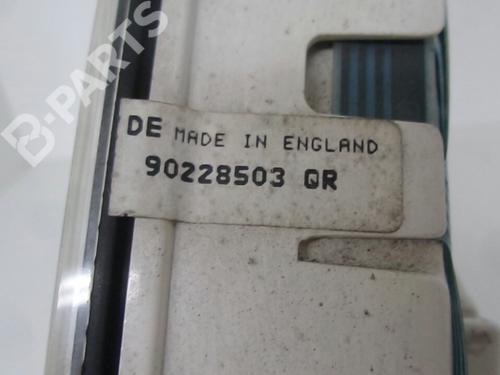 B-PARTS
DE MADE IN ENGLAND
90228503 QR